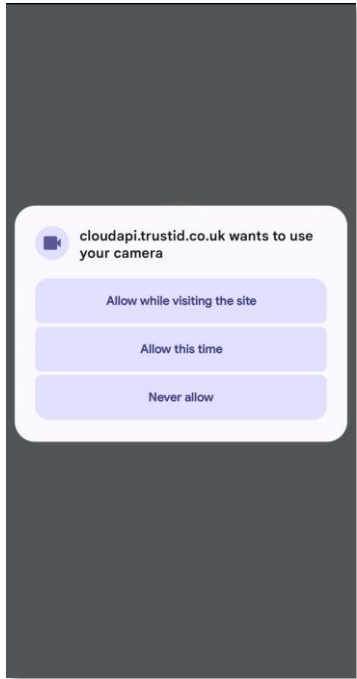 cloudapi.trustid.co.uk wants to use
your camera
Allow while visiting the site
Allow this time
Never allow